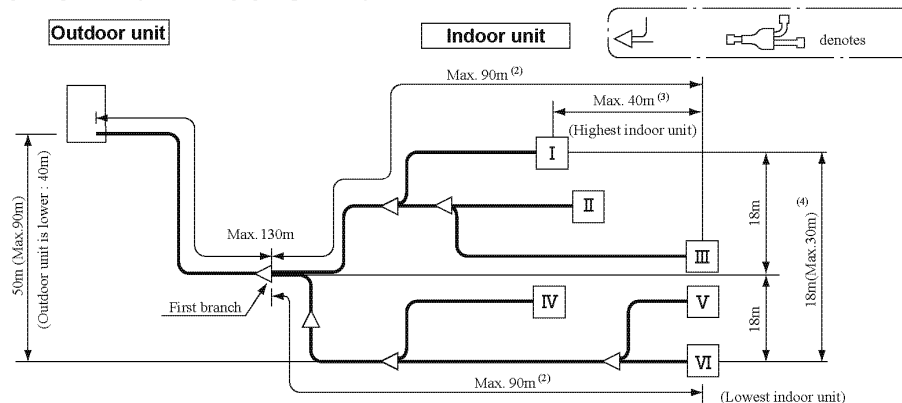 Outdoor unit
Indoor unit
denotes
Max. 90m (2)
Max. 40m (3)
(Highest indoor unit)
I
II
III
IV
V
VI
Max. 130m
First branch
50m (Max.90m)
(Outdoor unit is lower : 40m)
18m
18m
18m(Max.30m) (4)
Max. 90m (2)
(Lowest indoor unit)